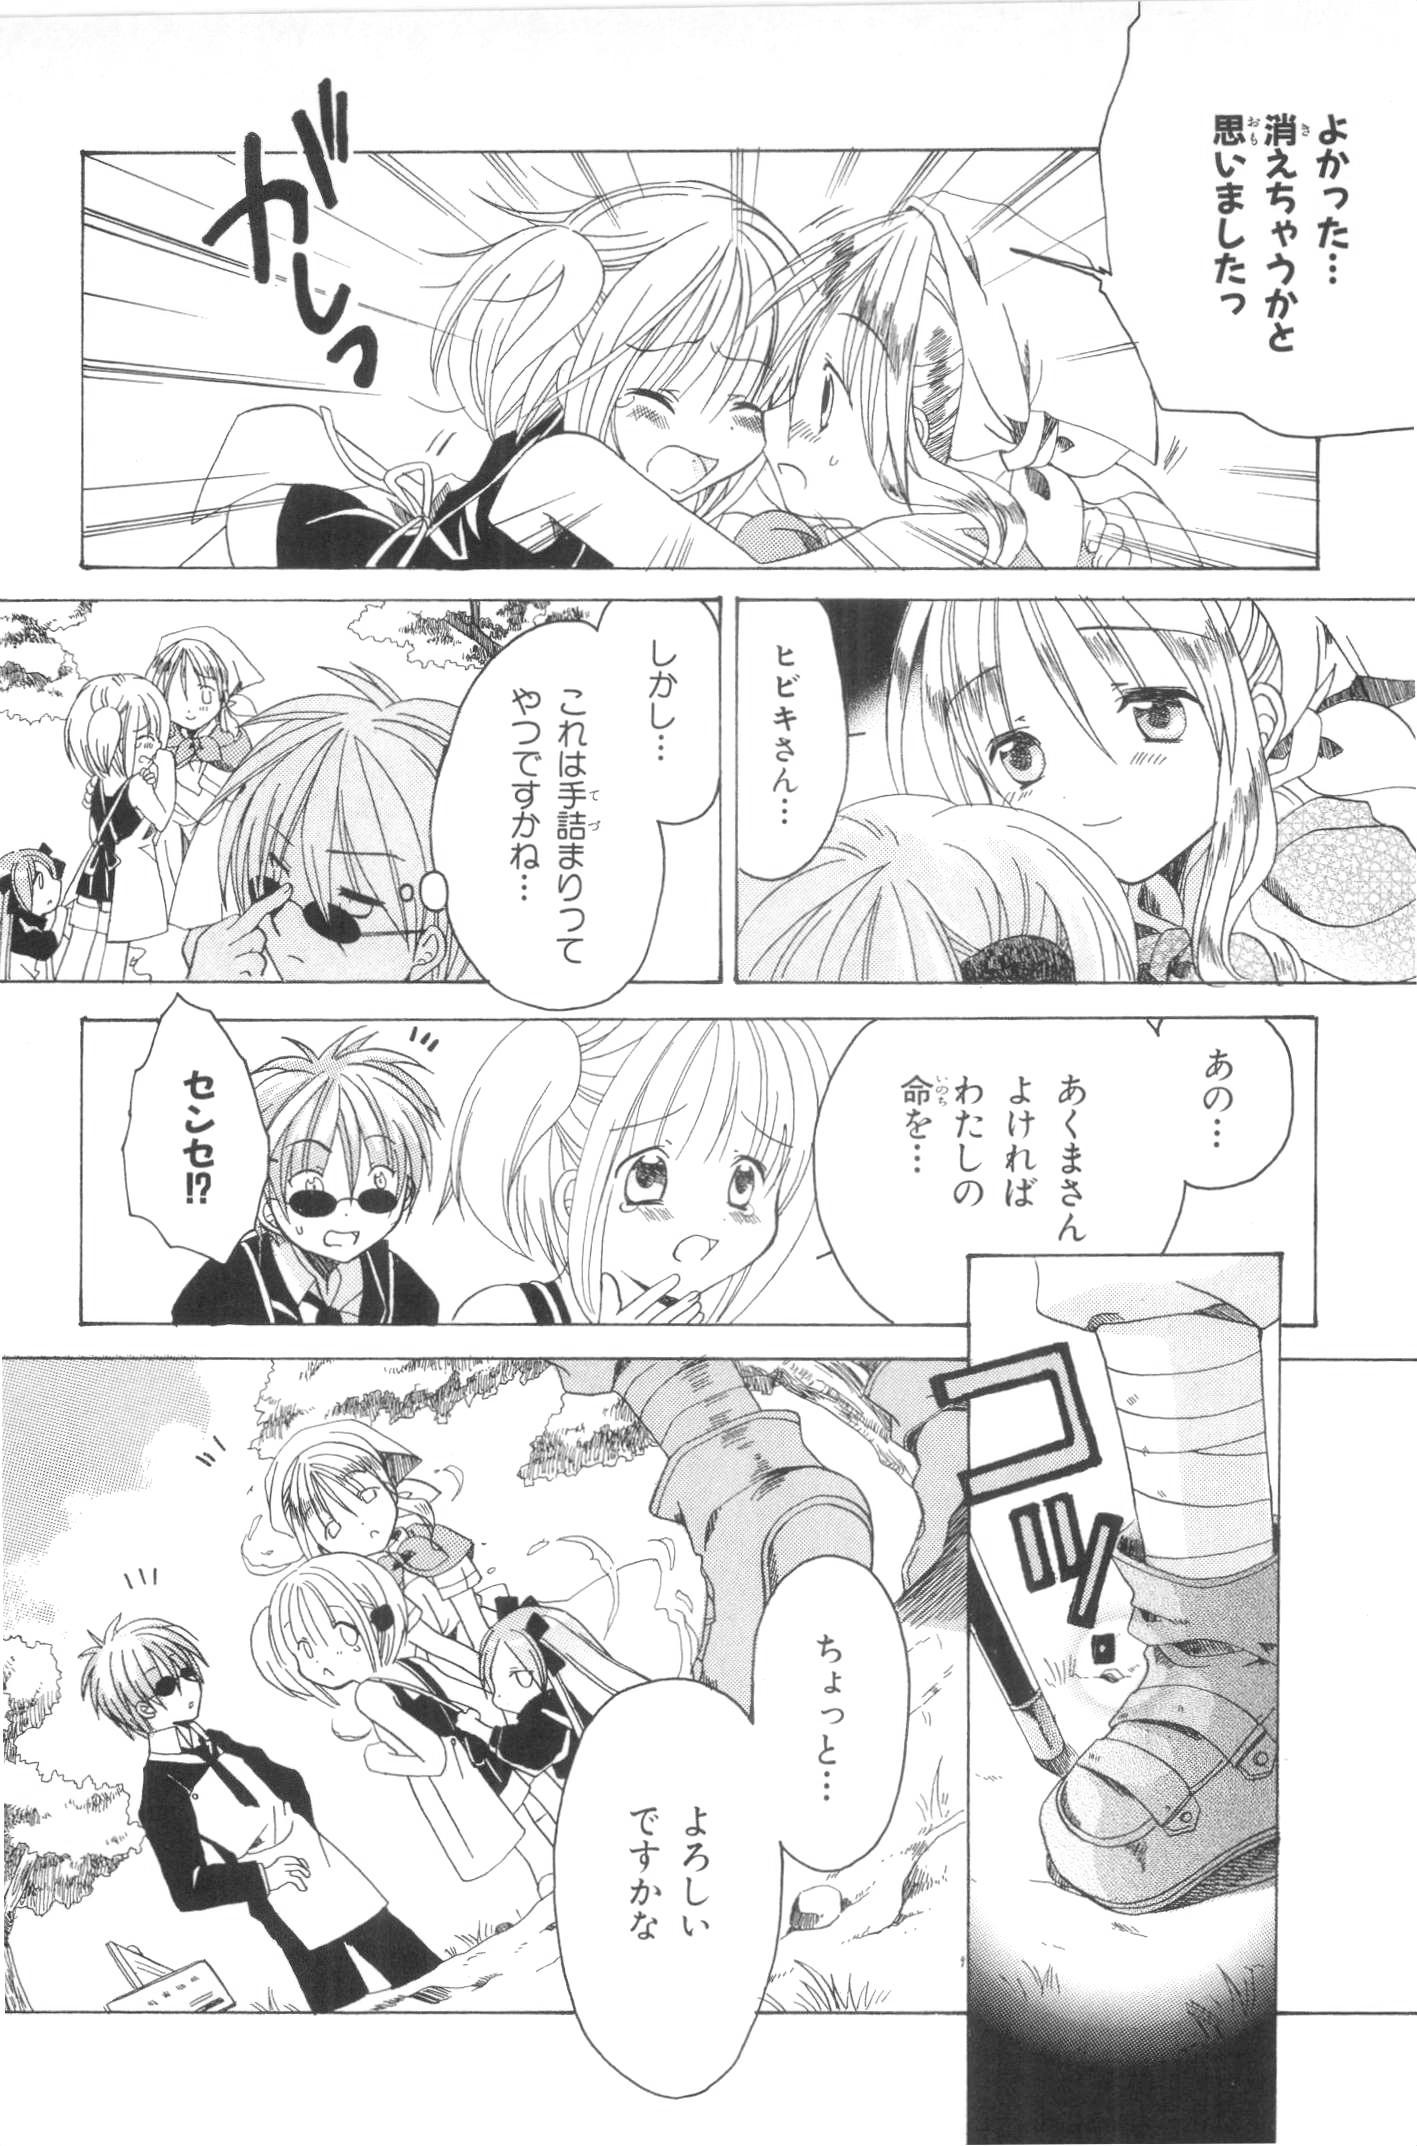 よかった…
消えちゃうかと
思いましたっ
がしっ
ヒビキさん…
しかし…
これは手詰まりって
やつですかね…
あの…
あくまさん
よければ
わたしの
命を…
センセ!?
コツ
ちょっと…
よろしい
ですかな